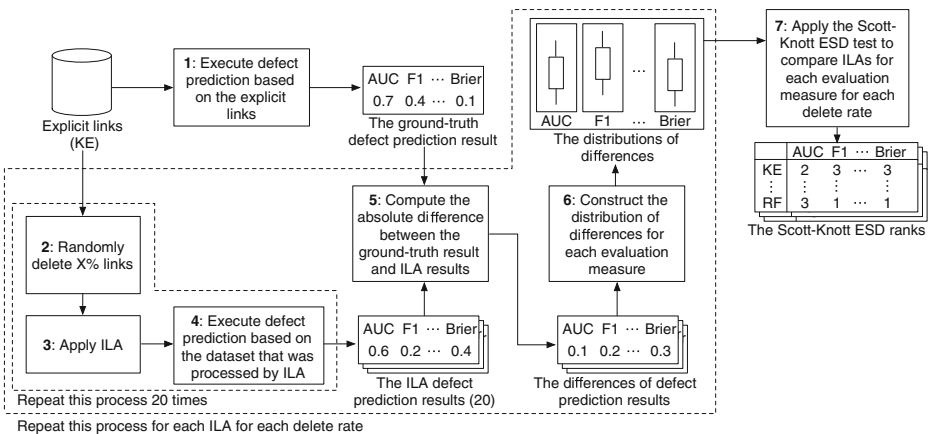 1: Execute defect
prediction based
on the explicit
links
Explicit links
(KE)
AUC F1 ··· Brier
0.7 0.4 ··· 0.1
The ground-truth
defect prediction result
2: Randomly
delete X% links
3: Apply ILA
4: Execute defect
prediction based on
the dataset that was
processed by ILA
Repeat this process 20 times
AUC F1 ··· Brier
0.6 0.2 ··· 0.4
The ILA defect
prediction results (20)
5: Compute the
absolute difference
between the
ground-truth result
and ILA results
AUC F1 ··· Brier
0.1 0.2 ··· 0.3
The differences of defect
prediction results
6: Construct the
distribution of
differences for
each evaluation
measure
...
AUC F1 ... Brier
The distributions of
differences
7: Apply the Scott-
Knott ESD test to
compare ILAs for
each evaluation
measure for each
delete rate
AUC F1 ··· Brier
KE 2 3 ··· 3
⋮ ⋮ ⋮ ⋮
RF 3 1 ··· 1
The Scott-Knott ESD ranks
Repeat this process for each ILA for each delete rate